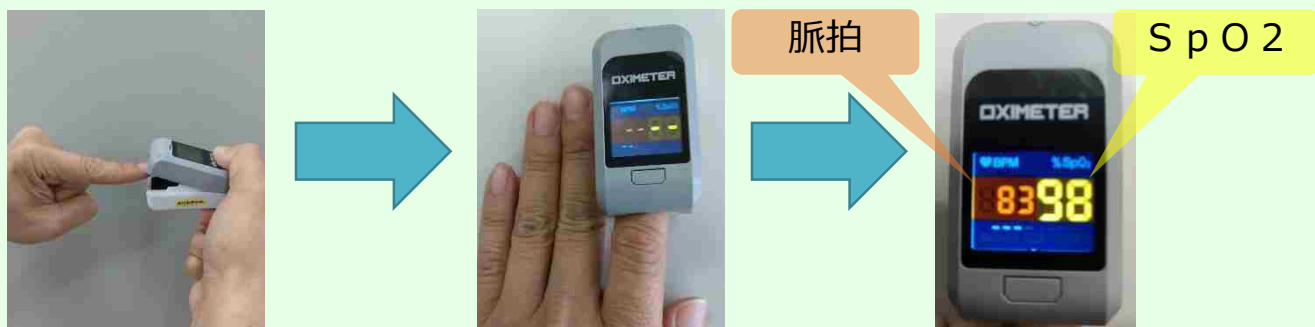 脈拍
ＳｐＯ２
OXIMETER
BPM %SpO₂
-- --
OXIMETER
♥BPM %SpO₂
83 98